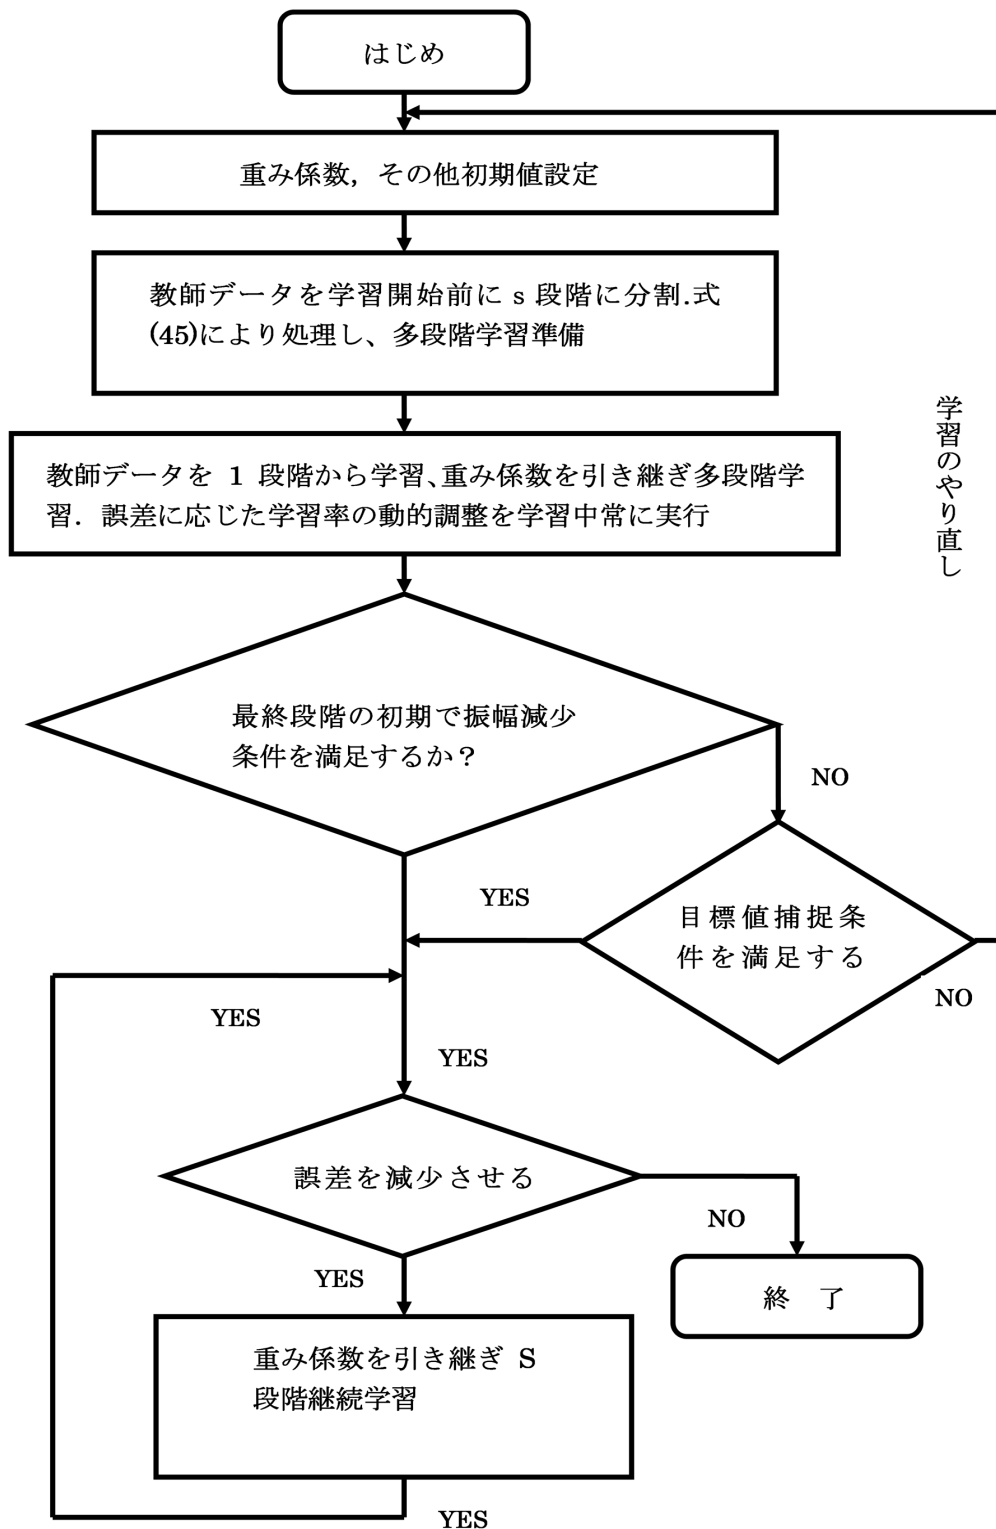 はじめ
重み係数，その他初期値設定
教師データを学習開始前に s 段階に分割.式
(45)により処理し、多段階学習準備
教師データを 1 段階から学習、重み係数を引き継ぎ多段階学
習．誤差に応じた学習率の動的調整を学習中常に実行
学習のやり直し
最終段階の初期で振幅減少
条件を満足するか？
NO
YES
目標値捕捉条
件を満足する
NO
YES
YES
誤差を減少させる
NO
YES
終　了
重み係数を引き継ぎ S
段階継続学習
YES